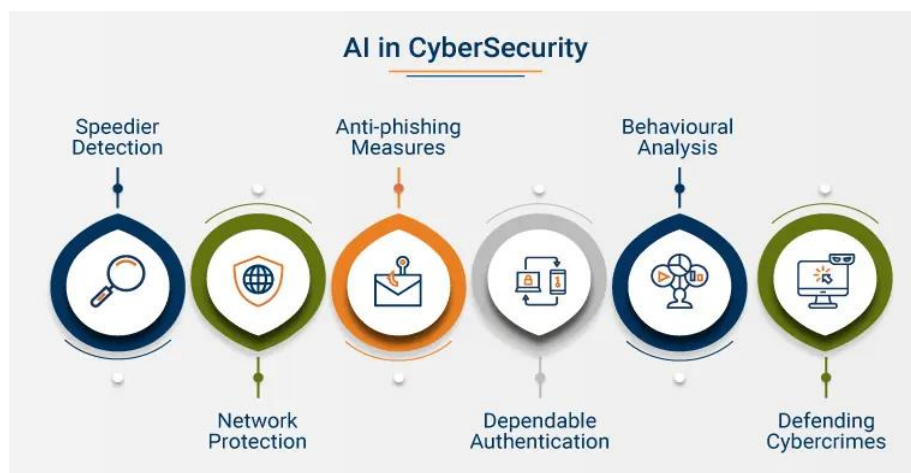 AI in CyberSecurity
Speedier
Detection
Anti-phishing
Measures
Behavioural
Analysis
Network
Protection
Dependable
Authentication
Defending
Cybercrimes